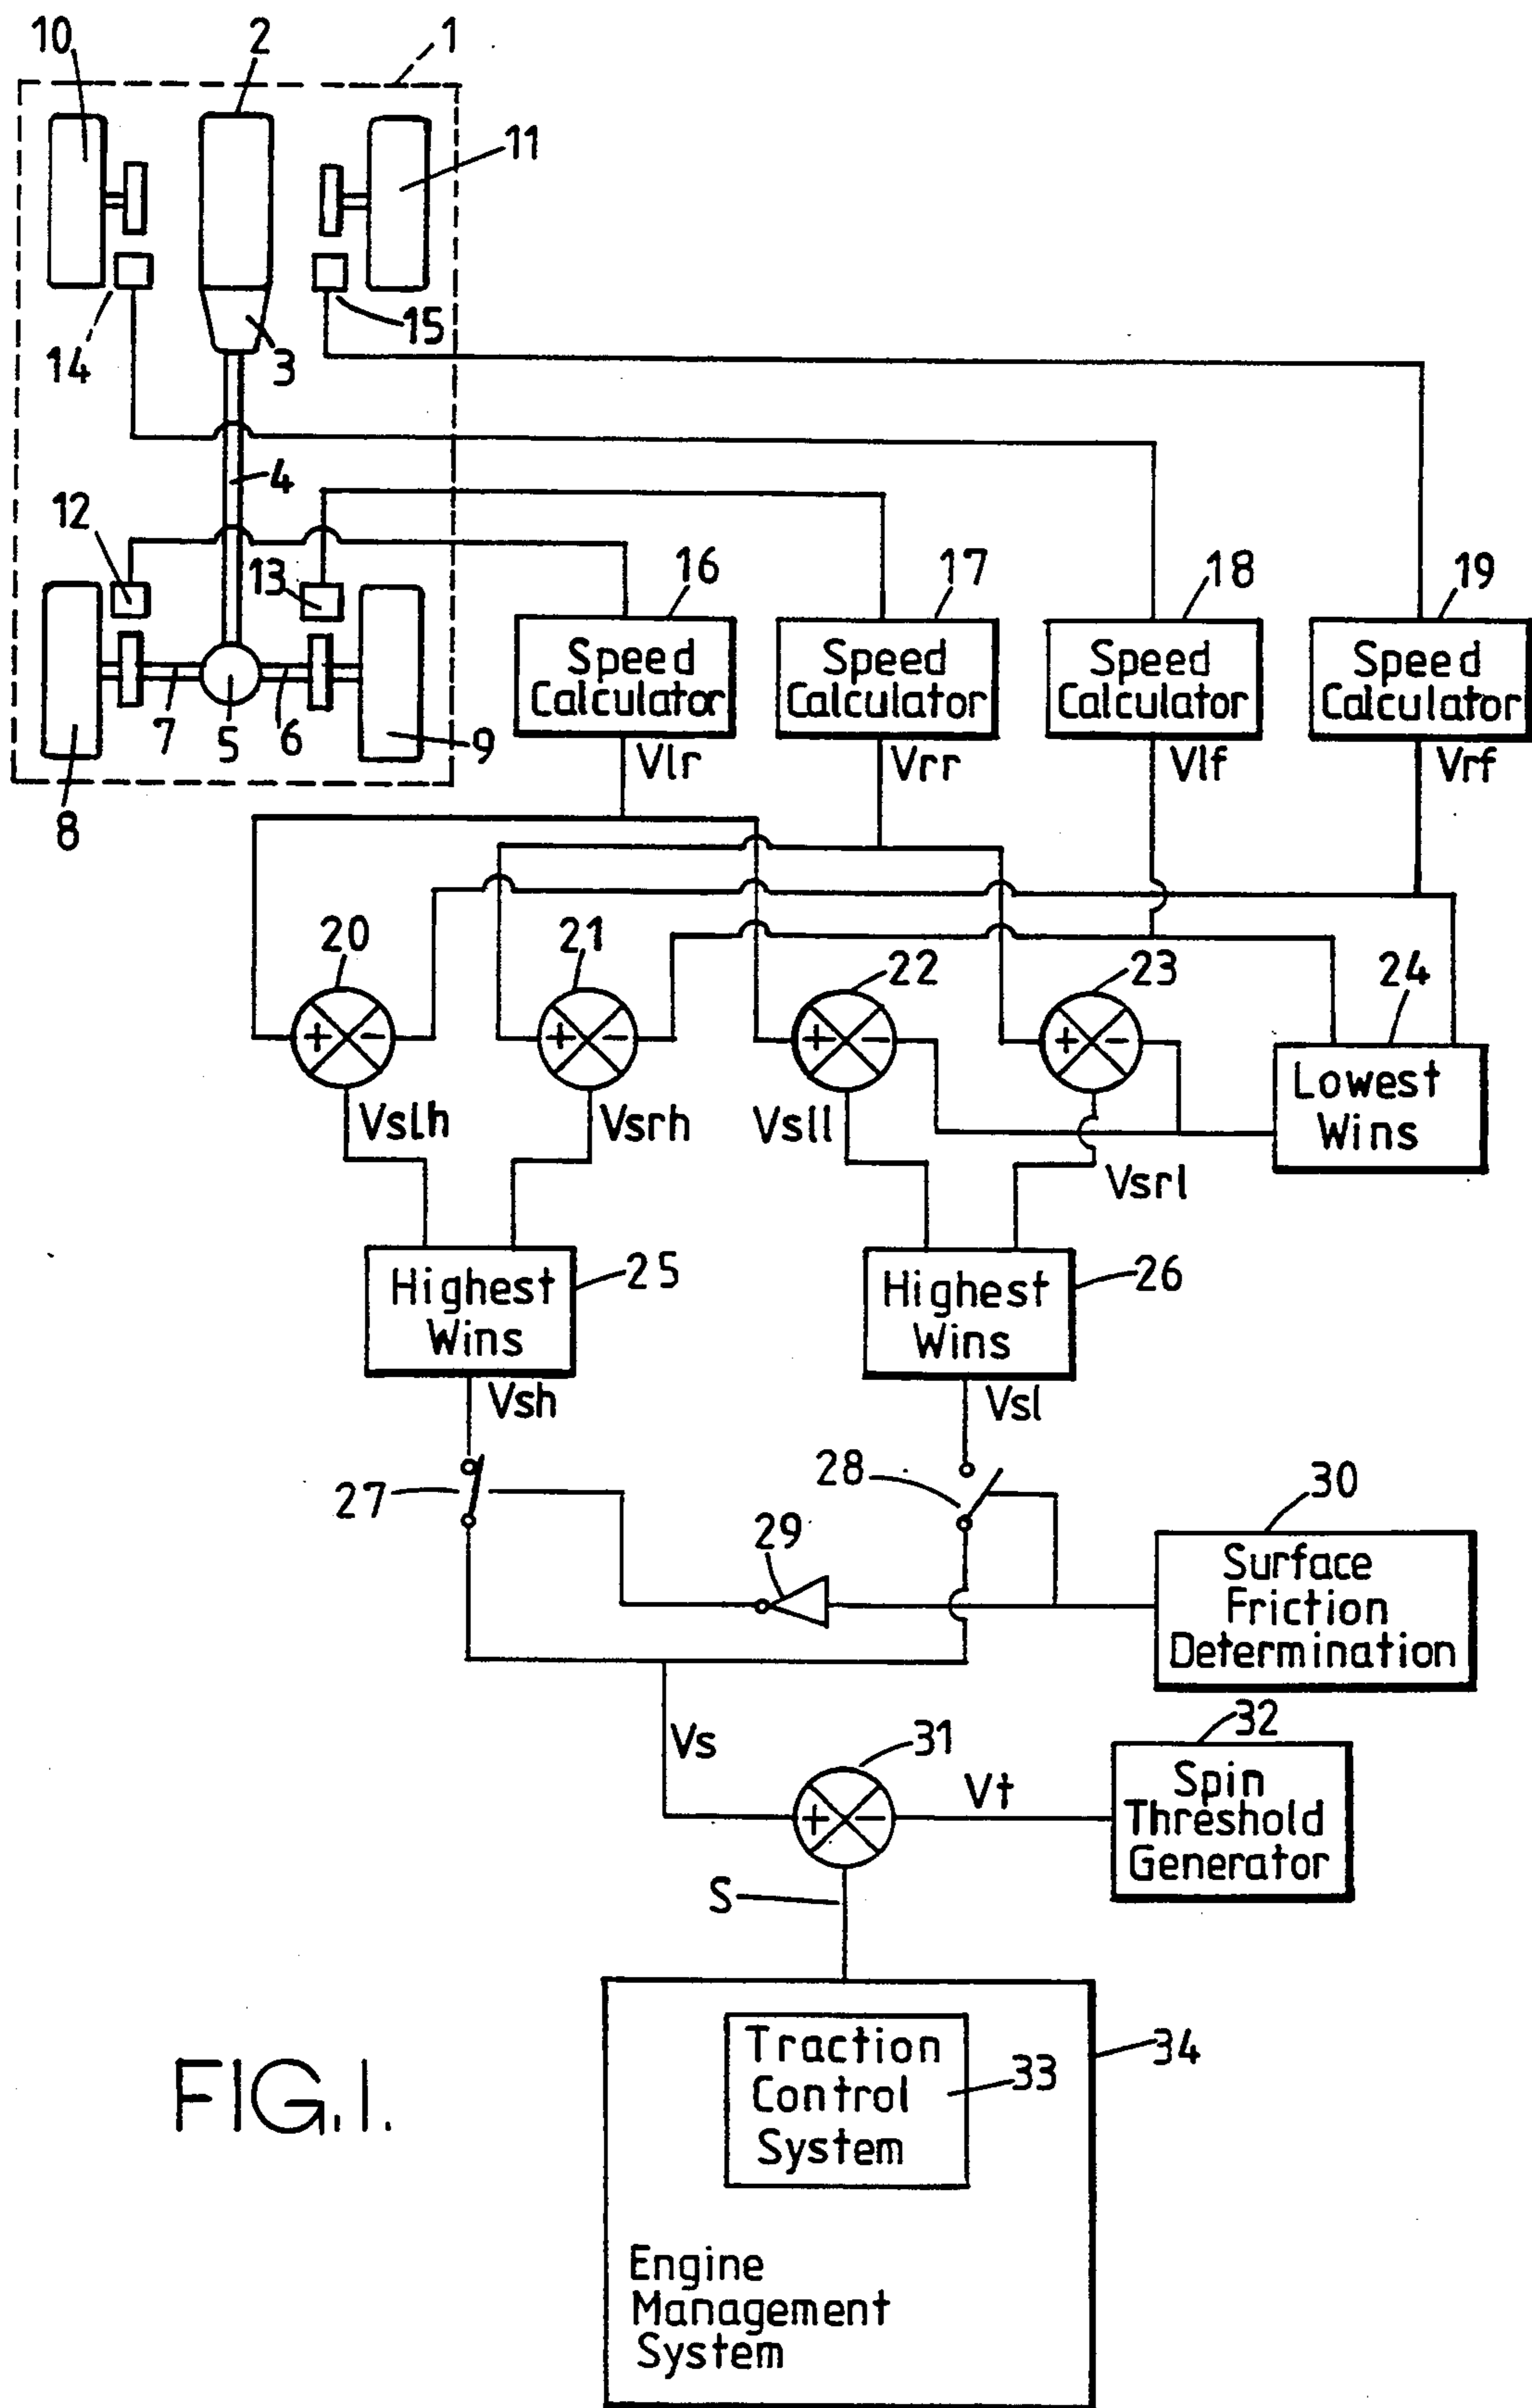 10
2
1
11
14
3
15
4
12
13
16
17
18
19
Speed
Calculator
Speed
Calculator
Speed
Calculator
Speed
Calculator
7
5
6
9
8
Vlr
Vrr
Vlf
Vrf
20
21
22
23
24
+ −
+ −
+ −
+ −
Lowest
Wins
Vslh
Vsrh
Vsll
Vsrl
Highest
Wins
25
Highest
Wins
26
Vsh
Vsl
27
28
29
30
Surface
Friction
Determination
Vs
31
Vt
32
+ −
Spin
Threshold
Generator
S
Traction
Control
System
33
34
Engine
Management
System
FIG.1.